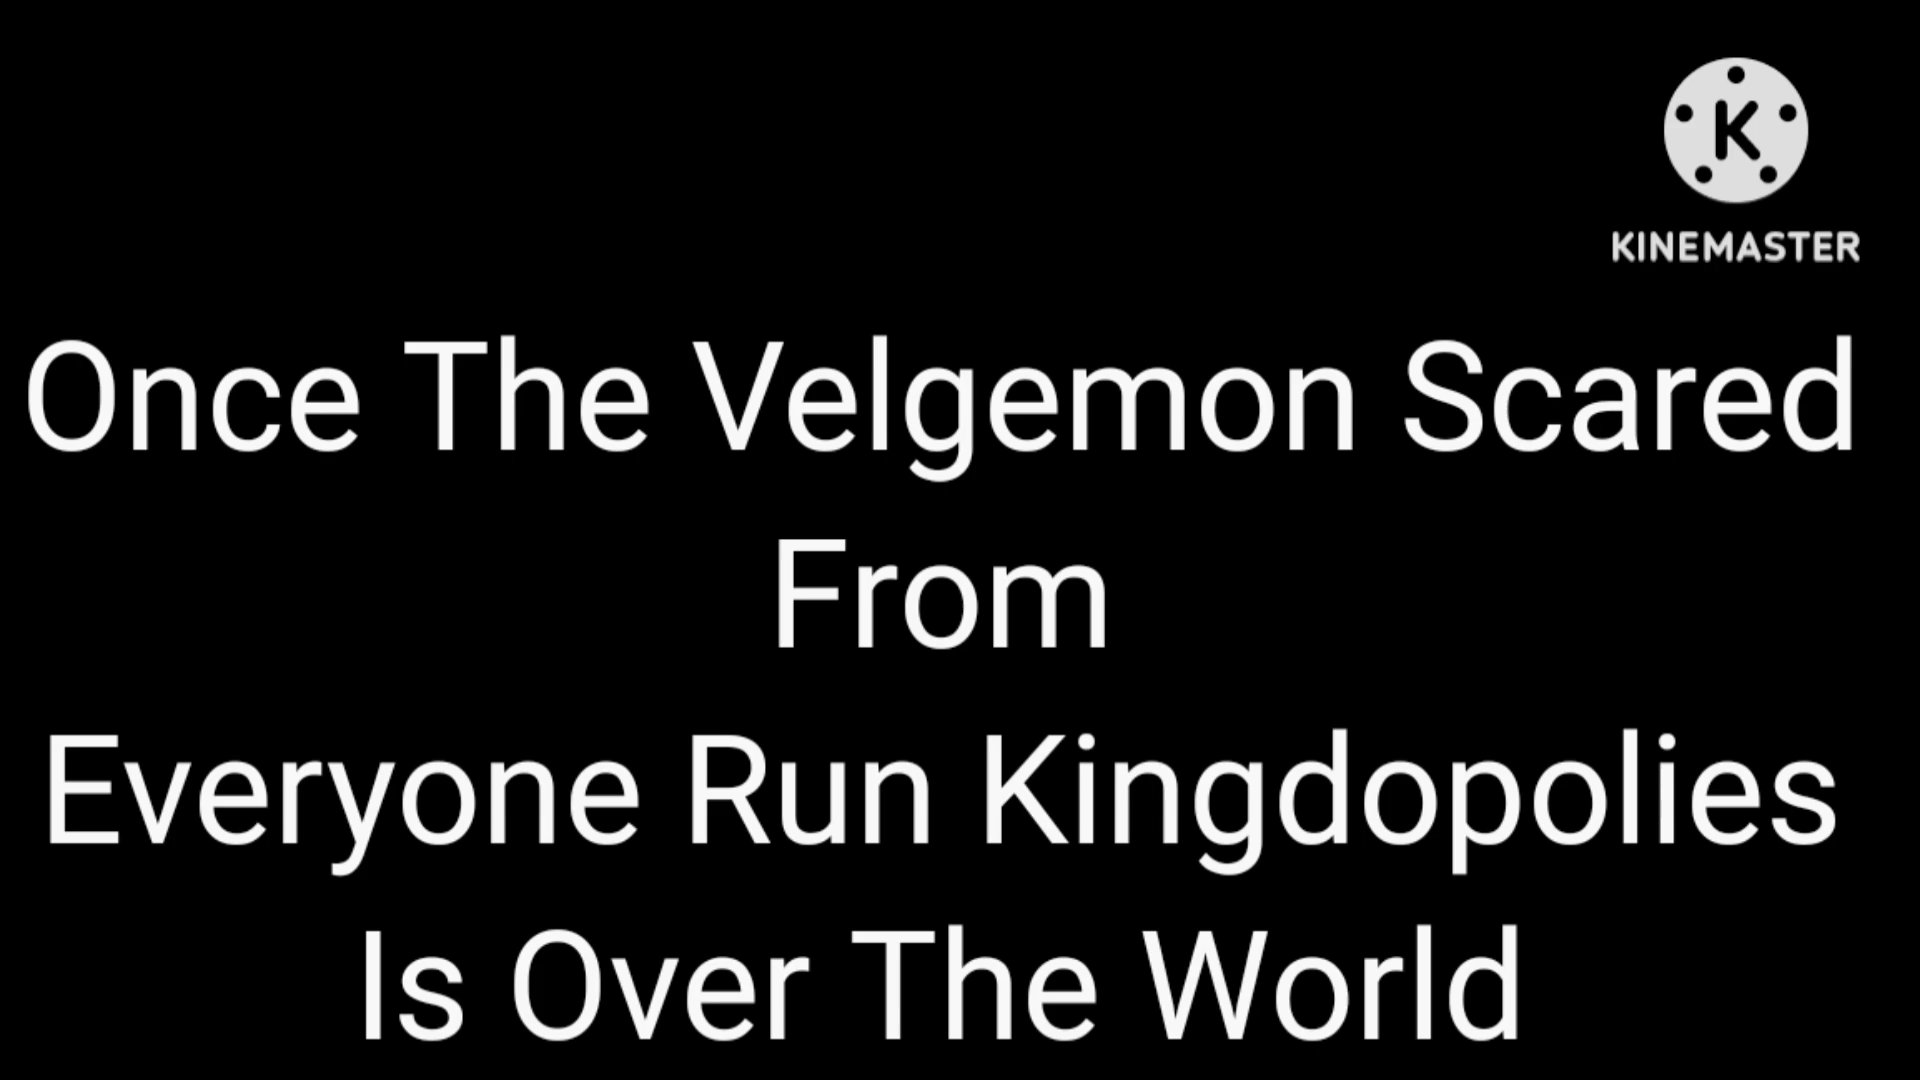 K
KINEMASTER
Once The Velgemon Scared
From
Everyone Run Kingdopolies
Is Over The World